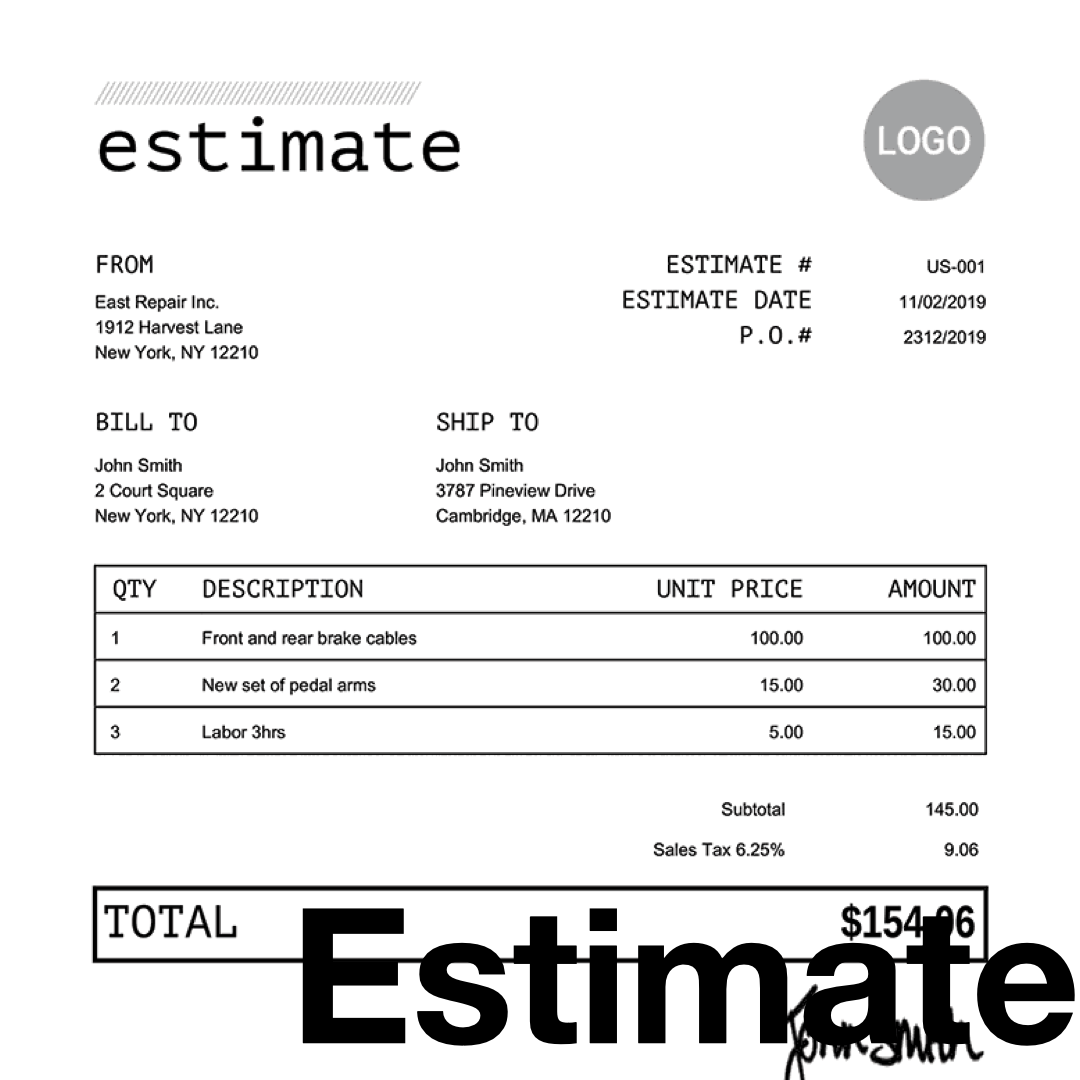 estimate
LOGO
FROM
East Repair Inc.
1912 Harvest Lane
New York, NY 12210
ESTIMATE # US-001
ESTIMATE DATE 11/02/2019
P.O.# 2312/2019
BILL TO
John Smith
2 Court Square
New York, NY 12210
SHIP TO
John Smith
3787 Pineview Drive
Cambridge, MA 12210
QTY DESCRIPTION UNIT PRICE AMOUNT
1 Front and rear brake cables 100.00 100.00
2 New set of pedal arms 15.00 30.00
3 Labor 3hrs 5.00 15.00
Subtotal 145.00
Sales Tax 6.25% 9.06
TOTAL $154.06
Estimate
John Smith